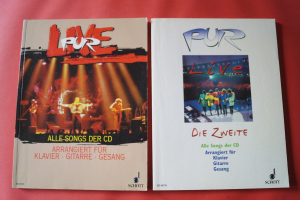 LIVE
PUR
ALLE SONGS DER CD
ARRANGIERT FÜR
KLAVIER · GITARRE · GESANG
SCHOTT
PUR
LIVE
DIE ZWEITE
Alle Songs der CD
Arrangiert für
Klavier
Gitarre
Gesang
SCHOTT